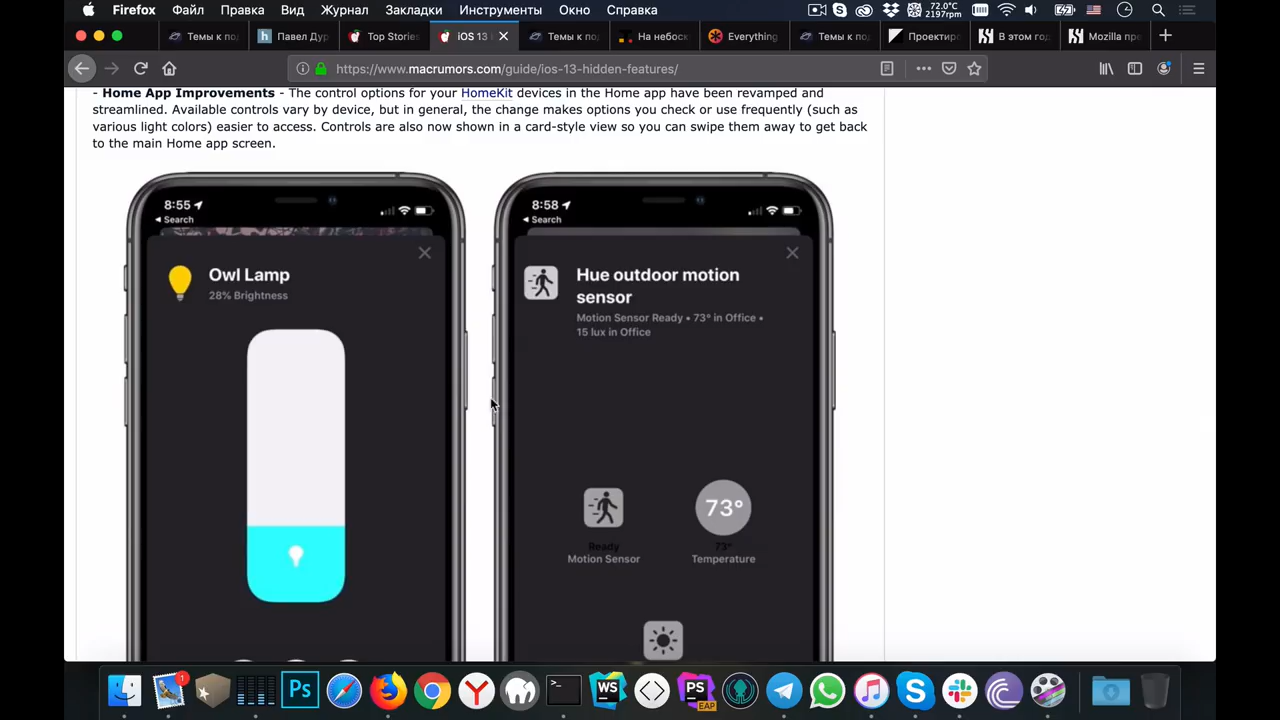 Firefox Файл Правка Вид Журнал Закладки Инструменты Окно Справка 72.0°C 2197rpm
Темы к по Павел Дур Top Stories iOS 13 Темы к по На небоск Everything Темы к по Проектиро В этом год Mozilla пре
https://www.macrumors.com/guide/ios-13-hidden-features/
- Home App Improvements - The control options for your HomeKit devices in the Home app have been revamped and
streamlined. Available controls vary by device, but in general, the change makes options you check or use frequently (such as
various light colors) easier to access. Controls are also now shown in a card-style view so you can swipe them away to get back
to the main Home app screen.
8:55
Search
Owl Lamp
28% Brightness
8:58
Search
Hue outdoor motion
sensor
Motion Sensor Ready • 73° in Office •
15 lux in Office
73°
Ready
Motion Sensor
73°
Temperature
1 Ps WS PS EAP